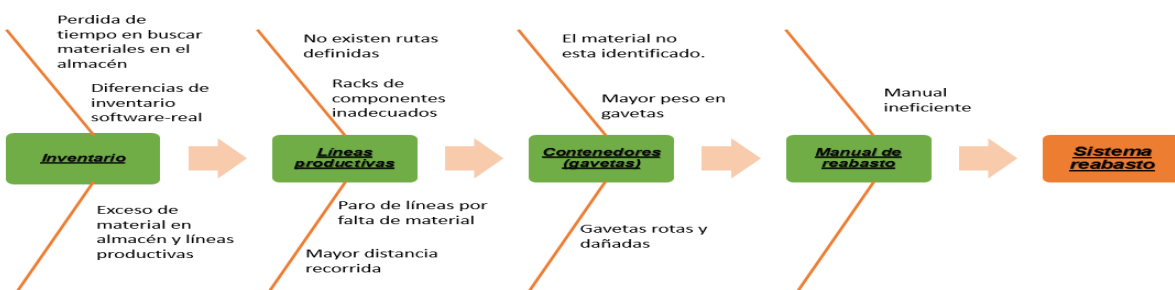 Perdida de
tiempo en buscar
materiales en el
almacén
Diferencias de
inventario
software-real
Inventario
Exceso de
material en
almacén y líneas
productivas
No existen rutas
definidas
Racks de
componentes
inadecuados
Líneas
productivas
Paro de líneas por
falta de material
Mayor distancia
recorrida
El material no
esta identificado.
Mayor peso en
gavetas
Contenedores
(gavetas)
Gavetas rotas y
dañadas
Manual
ineficiente
Manual de
reabasto
Sistema
reabasto